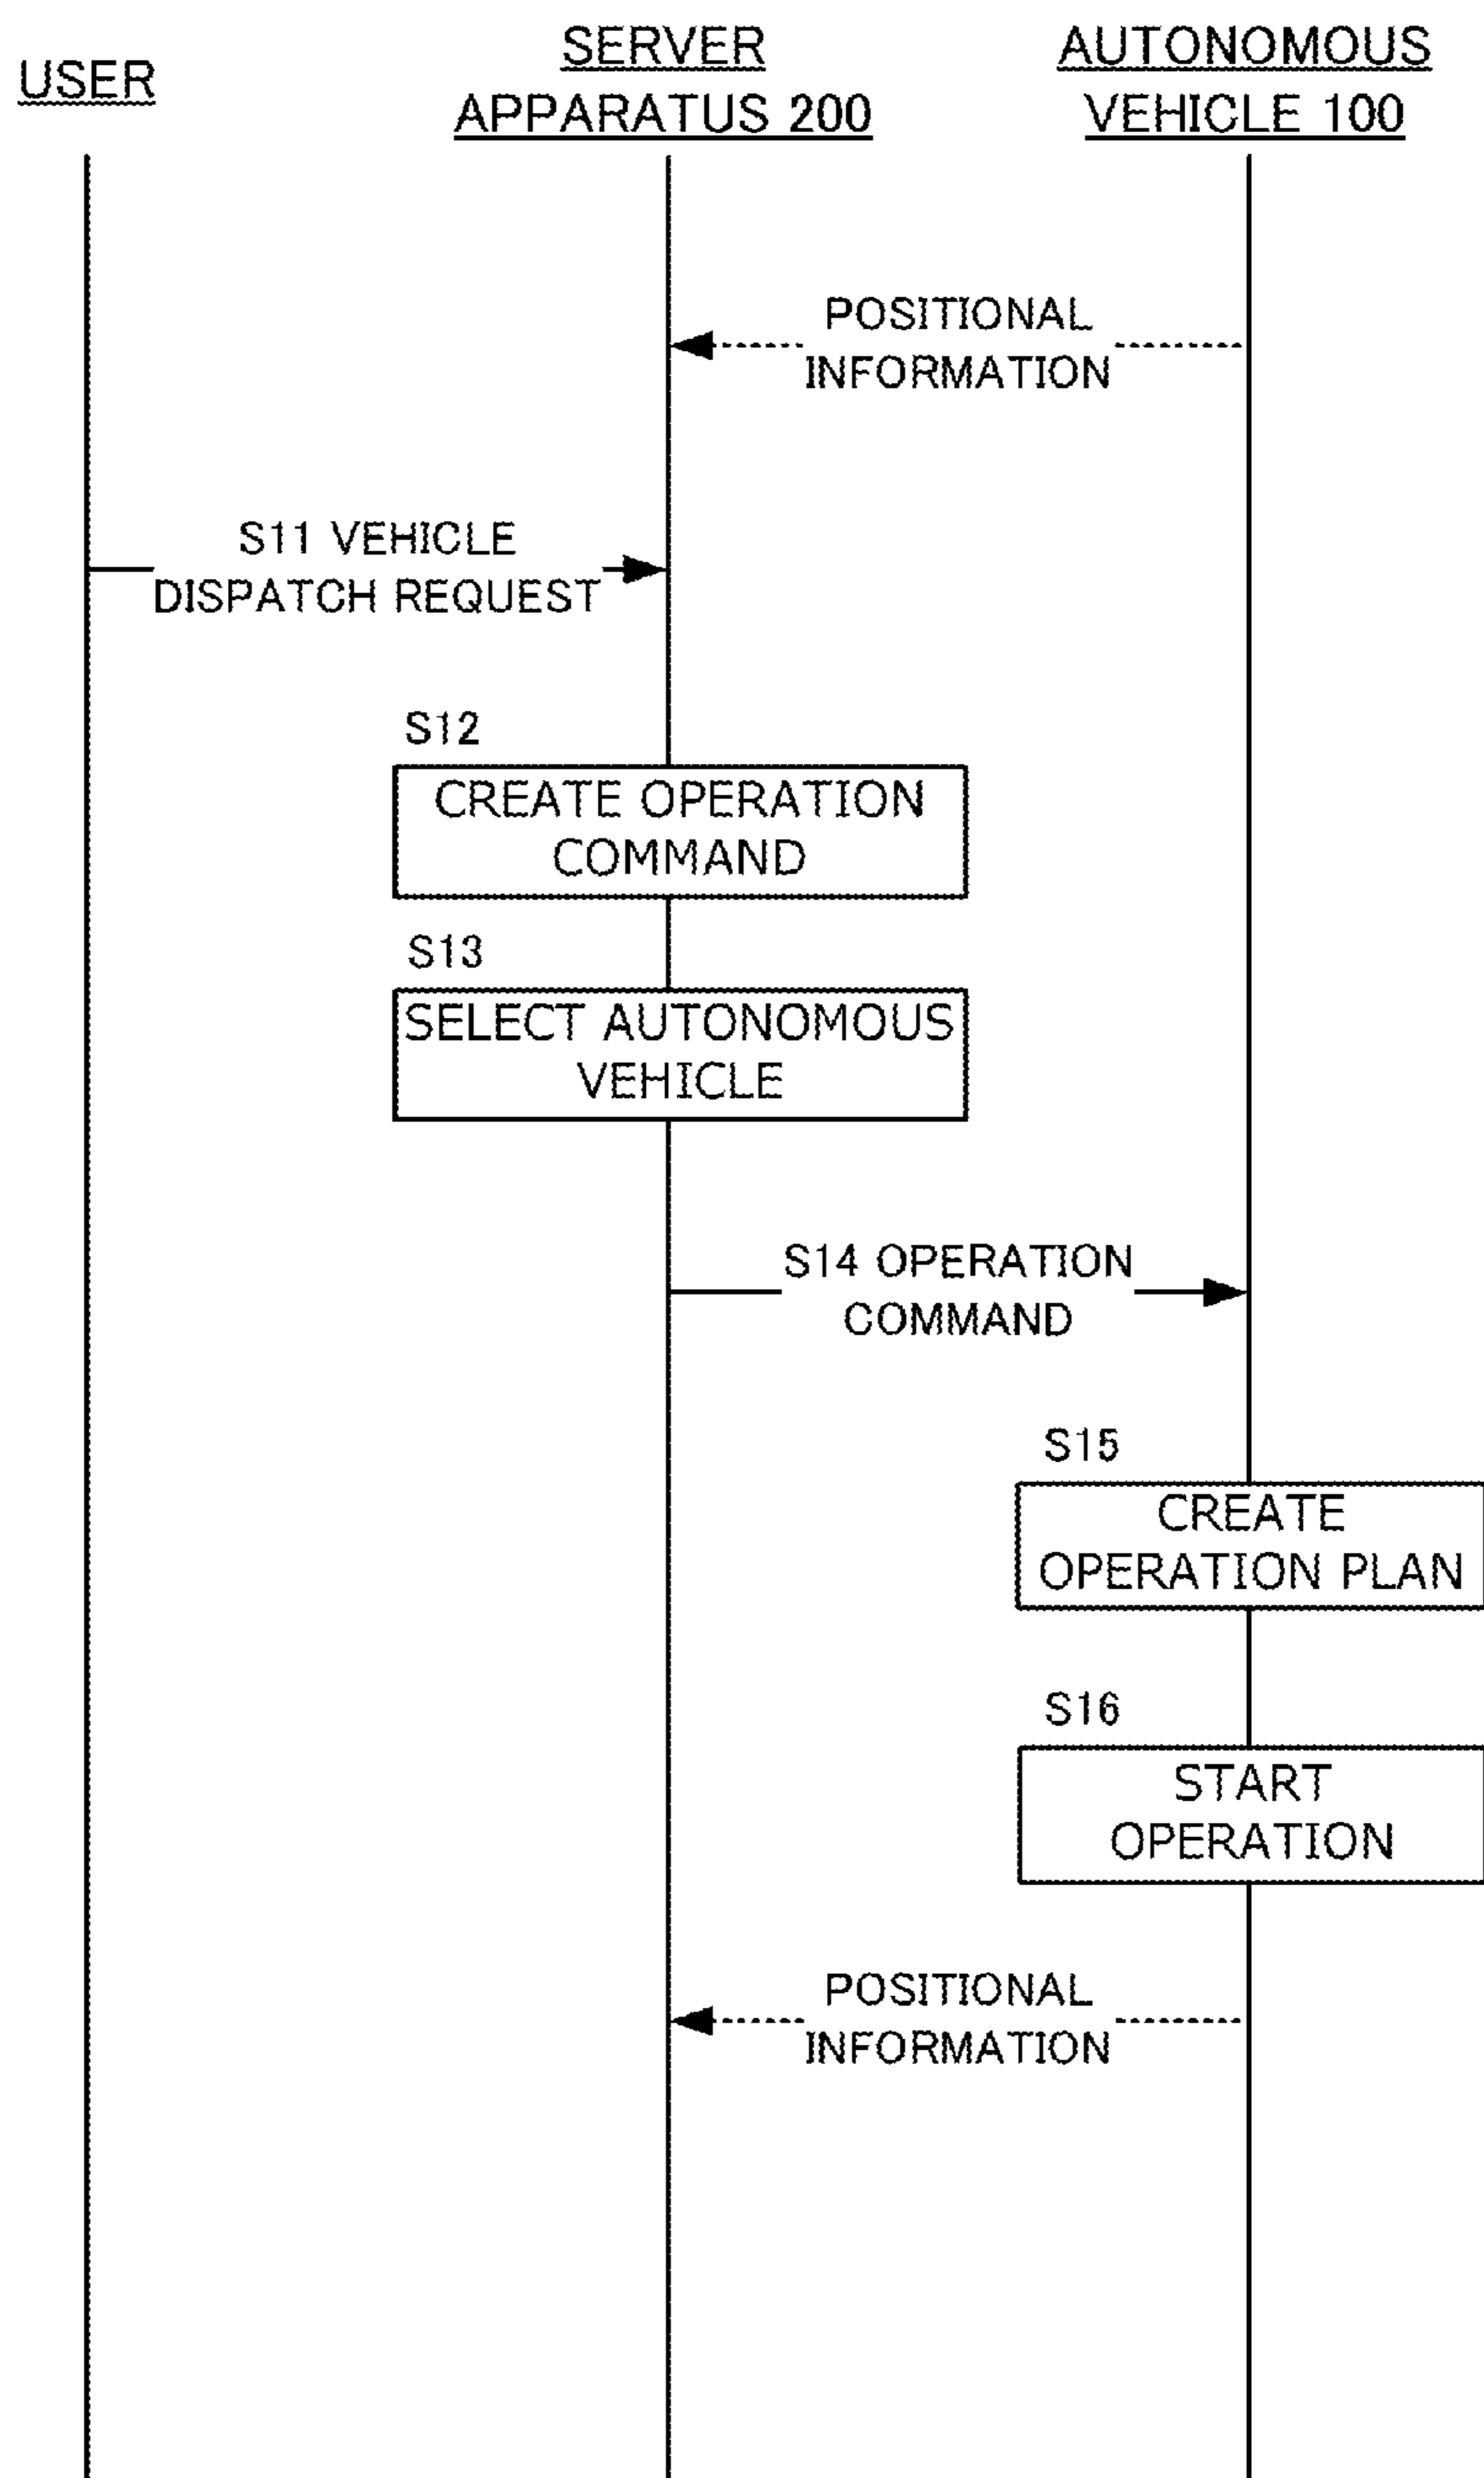 USER
SERVER
APPARATUS 200
AUTONOMOUS
VEHICLE 100
POSITIONAL
INFORMATION
S11 VEHICLE
DISPATCH REQUEST
S12
CREATE OPERATION
COMMAND
S13
SELECT AUTONOMOUS
VEHICLE
S14 OPERATION
COMMAND
S15
CREATE
OPERATION PLAN
S16
START
OPERATION
POSITIONAL
INFORMATION